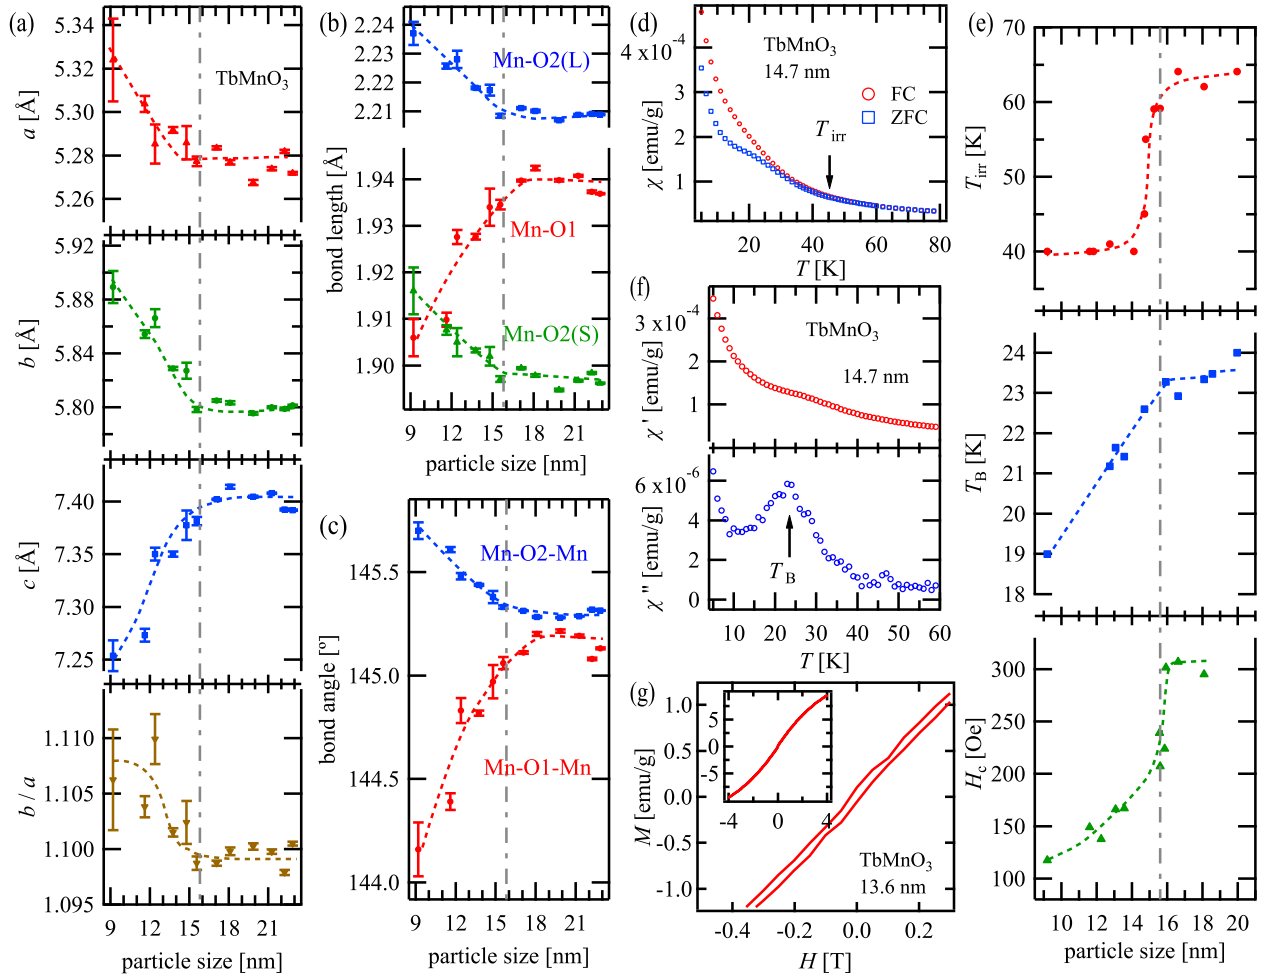 (a)
TbMnO3
a [Å]
5.34
5.32
5.30
5.28
5.26
b [Å]
5.92
5.88
5.84
5.80
c [Å]
7.40
7.35
7.30
7.25
b / a
1.110
1.105
1.100
1.095
9 12 15 18 21
particle size [nm]
(b)
Mn-O2(L)
2.24
2.23
2.22
2.21
bond length [Å]
1.94
1.93
1.92
1.91
1.90
Mn-O1
Mn-O2(S)
9 12 15 18 21
particle size [nm]
(c)
Mn-O2-Mn
145.5
145.0
144.5
144.0
bond angle [º]
Mn-O1-Mn
9 12 15 18 21
particle size [nm]
(d)
TbMnO3
14.7 nm
FC
ZFC
Tirr
χ [emu/g]
4 x10-4
3
2
1
20 40 60 80
T [K]
(f)
TbMnO3
14.7 nm
χ' [emu/g]
3 x10-4
2
1
χ'' [emu/g]
6 x10-6
4
2
0
TB
10 20 30 40 50 60
T [K]
(g)
M [emu/g]
1.0
0.5
0.0
-0.5
-1.0
5
0
-5
-4 0 4
TbMnO3
13.6 nm
-0.4 -0.2 0.0 0.2
H [T]
(e)
Tirr [K]
70
60
50
40
TB [K]
24
23
22
21
20
19
18
Hc [Oe]
300
250
200
150
100
10 12 14 16 18 20
particle size [nm]